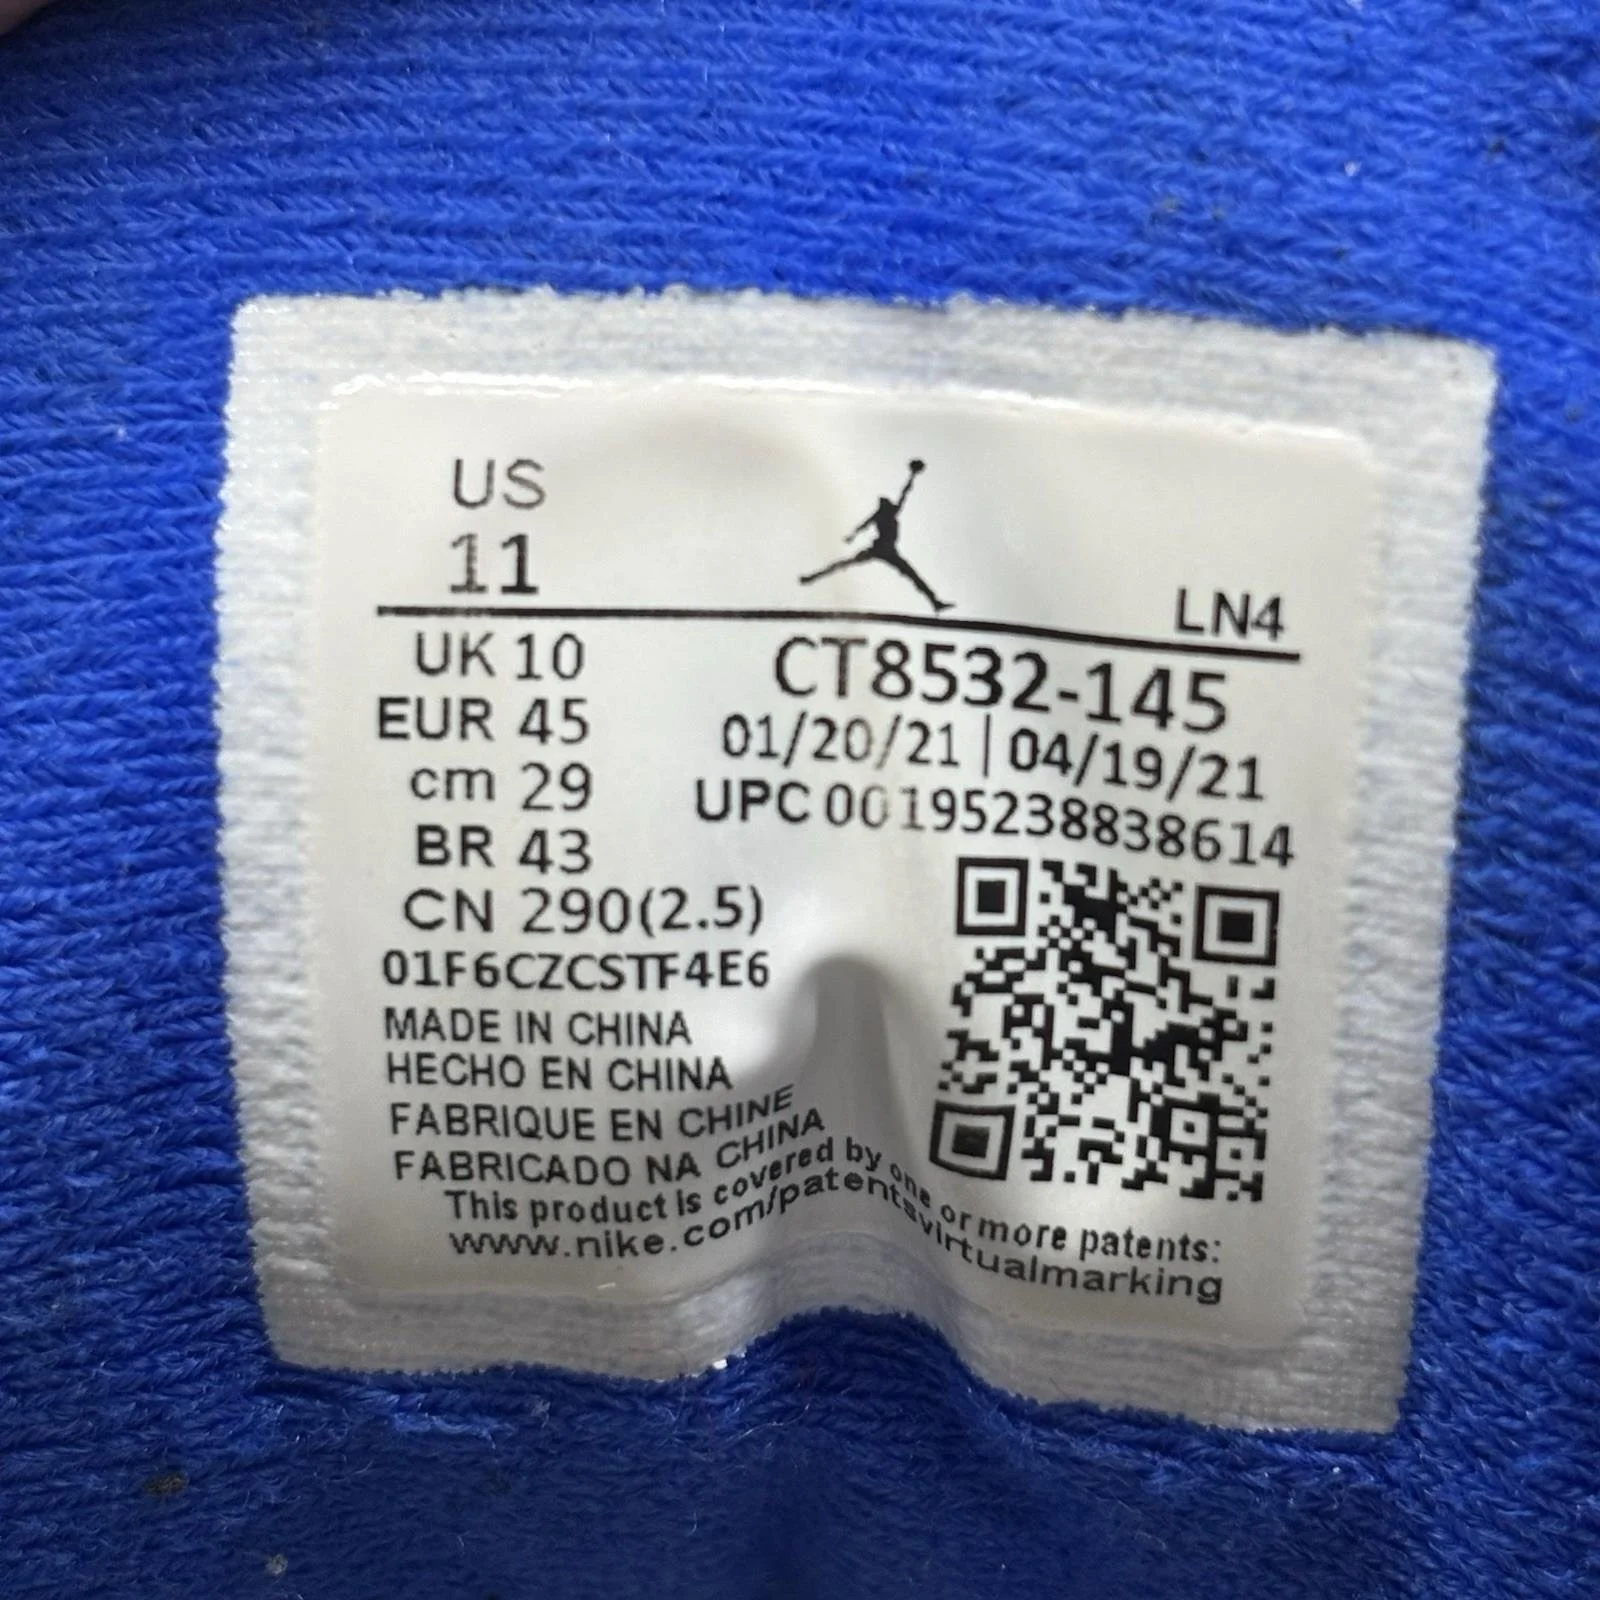 US
11
LN4
UK 10
EUR 45
cm 29
BR 43
CN 290(2.5)
01F6CZCSTF4E6
CT8532-145
01/20/21 | 04/19/21
UPC 00195238838614
MADE IN CHINA
HECHO EN CHINA
FABRIQUE EN CHINE
FABRICADO NA CHINA
This product is covered by one or more patents:
www.nike.com/patentsvirtualmarking